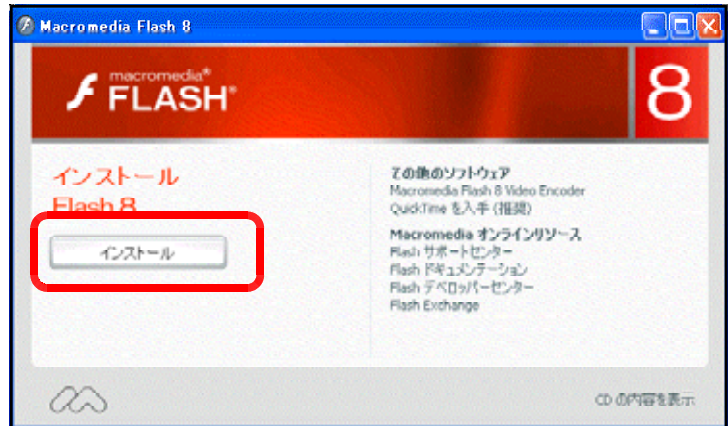 Macromedia Flash 8
macromedia®
FLASH®
8
インストール
Flash 8
インストール
その他のソフトウェア
Macromedia Flash 8 Video Encoder
QuickTime を入手 (推奨)
Macromedia オンラインリソース
Flash サポートセンター
Flash ドキュメンテーション
Flash デベロッパーセンター
Flash Exchange
CD の内容を表示